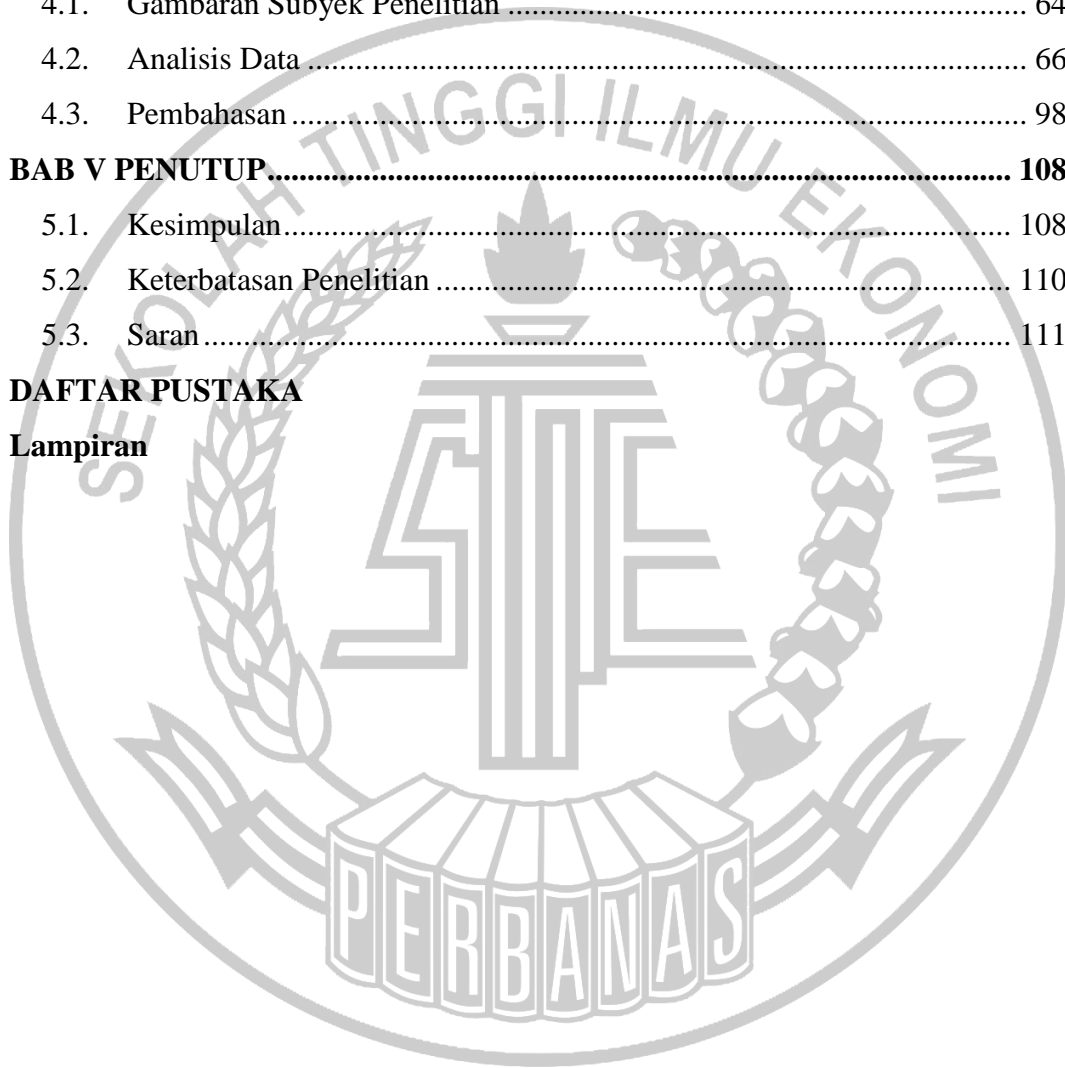 4.1. Gambaran Subyek Penelitian ........................................................................ 64
4.2. Analisis Data ........................................................................ 66
4.3. Pembahasan ........................................................................ 98
BAB V PENUTUP ........................................................................ 108
5.1. Kesimpulan ........................................................................ 108
5.2. Keterbatasan Penelitian ........................................................................ 110
5.3. Saran ........................................................................ 111
DAFTAR PUSTAKA
Lampiran
SEKOLAH TINGGI ILMU EKONOMI
STIE
PERBANAS